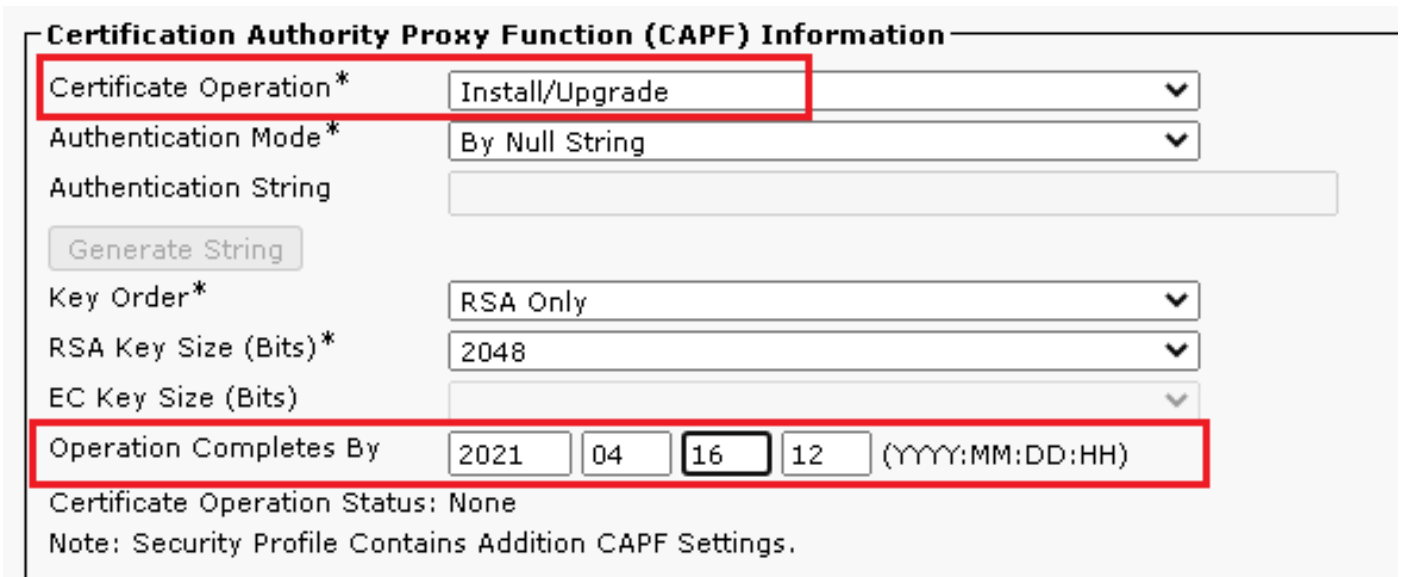 Certification Authority Proxy Function (CAPF) Information
Certificate Operation* Install/Upgrade
Authentication Mode* By Null String
Authentication String
Generate String
Key Order* RSA Only
RSA Key Size (Bits)* 2048
EC Key Size (Bits)
Operation Completes By 2021 04 16 12 (YYYY:MM:DD:HH)
Certificate Operation Status: None
Note: Security Profile Contains Addition CAPF Settings.